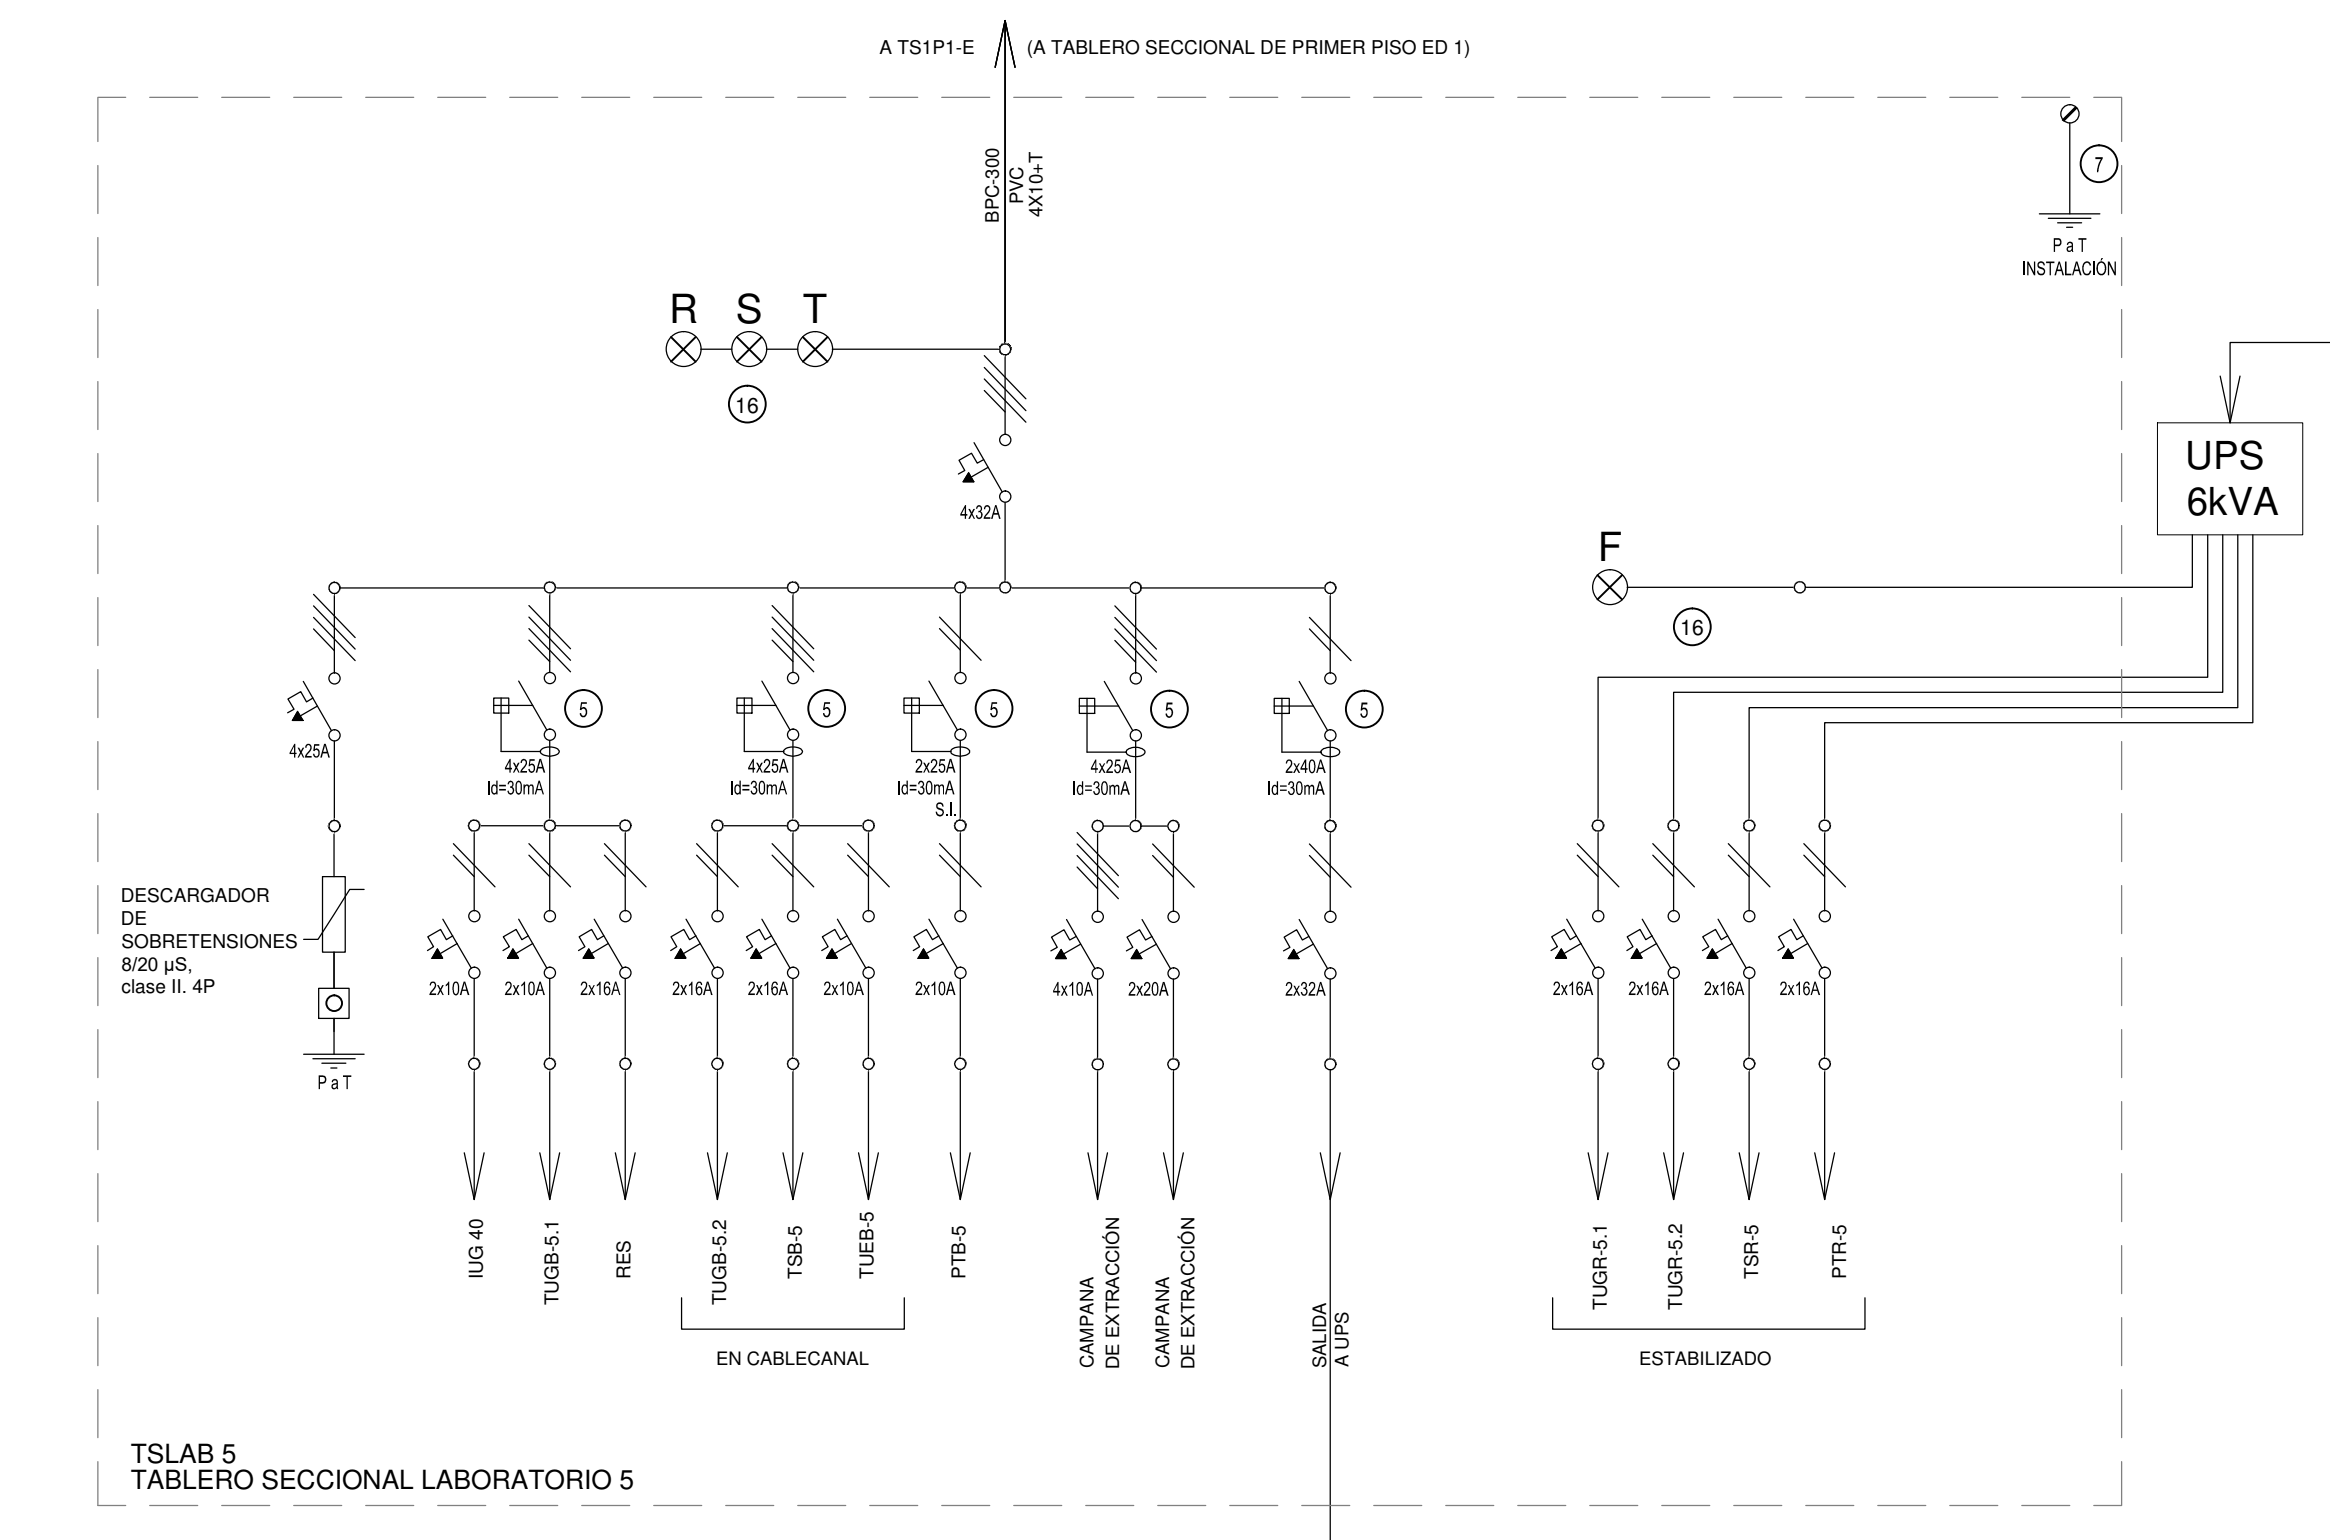 A TS1P1-E
(A TABLERO SECCIONAL DE PRIMER PISO ED 1)
BPC-300
PVC
4X10+T
7
P a T
INSTALACIÓN
R S T
16
4x32A
UPS
6kVA
F
16
4x25A
5
4x25A
Id=30mA
5
4x25A
Id=30mA
5
2x25A
Id=30mA
S.I.
5
4x25A
Id=30mA
5
2x40A
Id=30mA
DESCARGADOR
DE
SOBRETENSIONES
8/20 µS,
clase II. 4P
P a T
2x10A
2x10A
2x16A
2x16A
2x16A
2x10A
2x10A
4x10A
2x20A
2x32A
2x16A
2x16A
2x16A
2x16A
IUG 40
TUGB-5.1
RES
TUGB-5.2
TSB-5
TUEB-5
PTB-5
CAMPANA
DE EXTRACCIÓN
CAMPANA
DE EXTRACCIÓN
SALIDA
A UPS
TUGR-5.1
TUGR-5.2
TSR-5
PTR-5
EN CABLECANAL
ESTABILIZADO
TSLAB 5
TABLERO SECCIONAL LABORATORIO 5